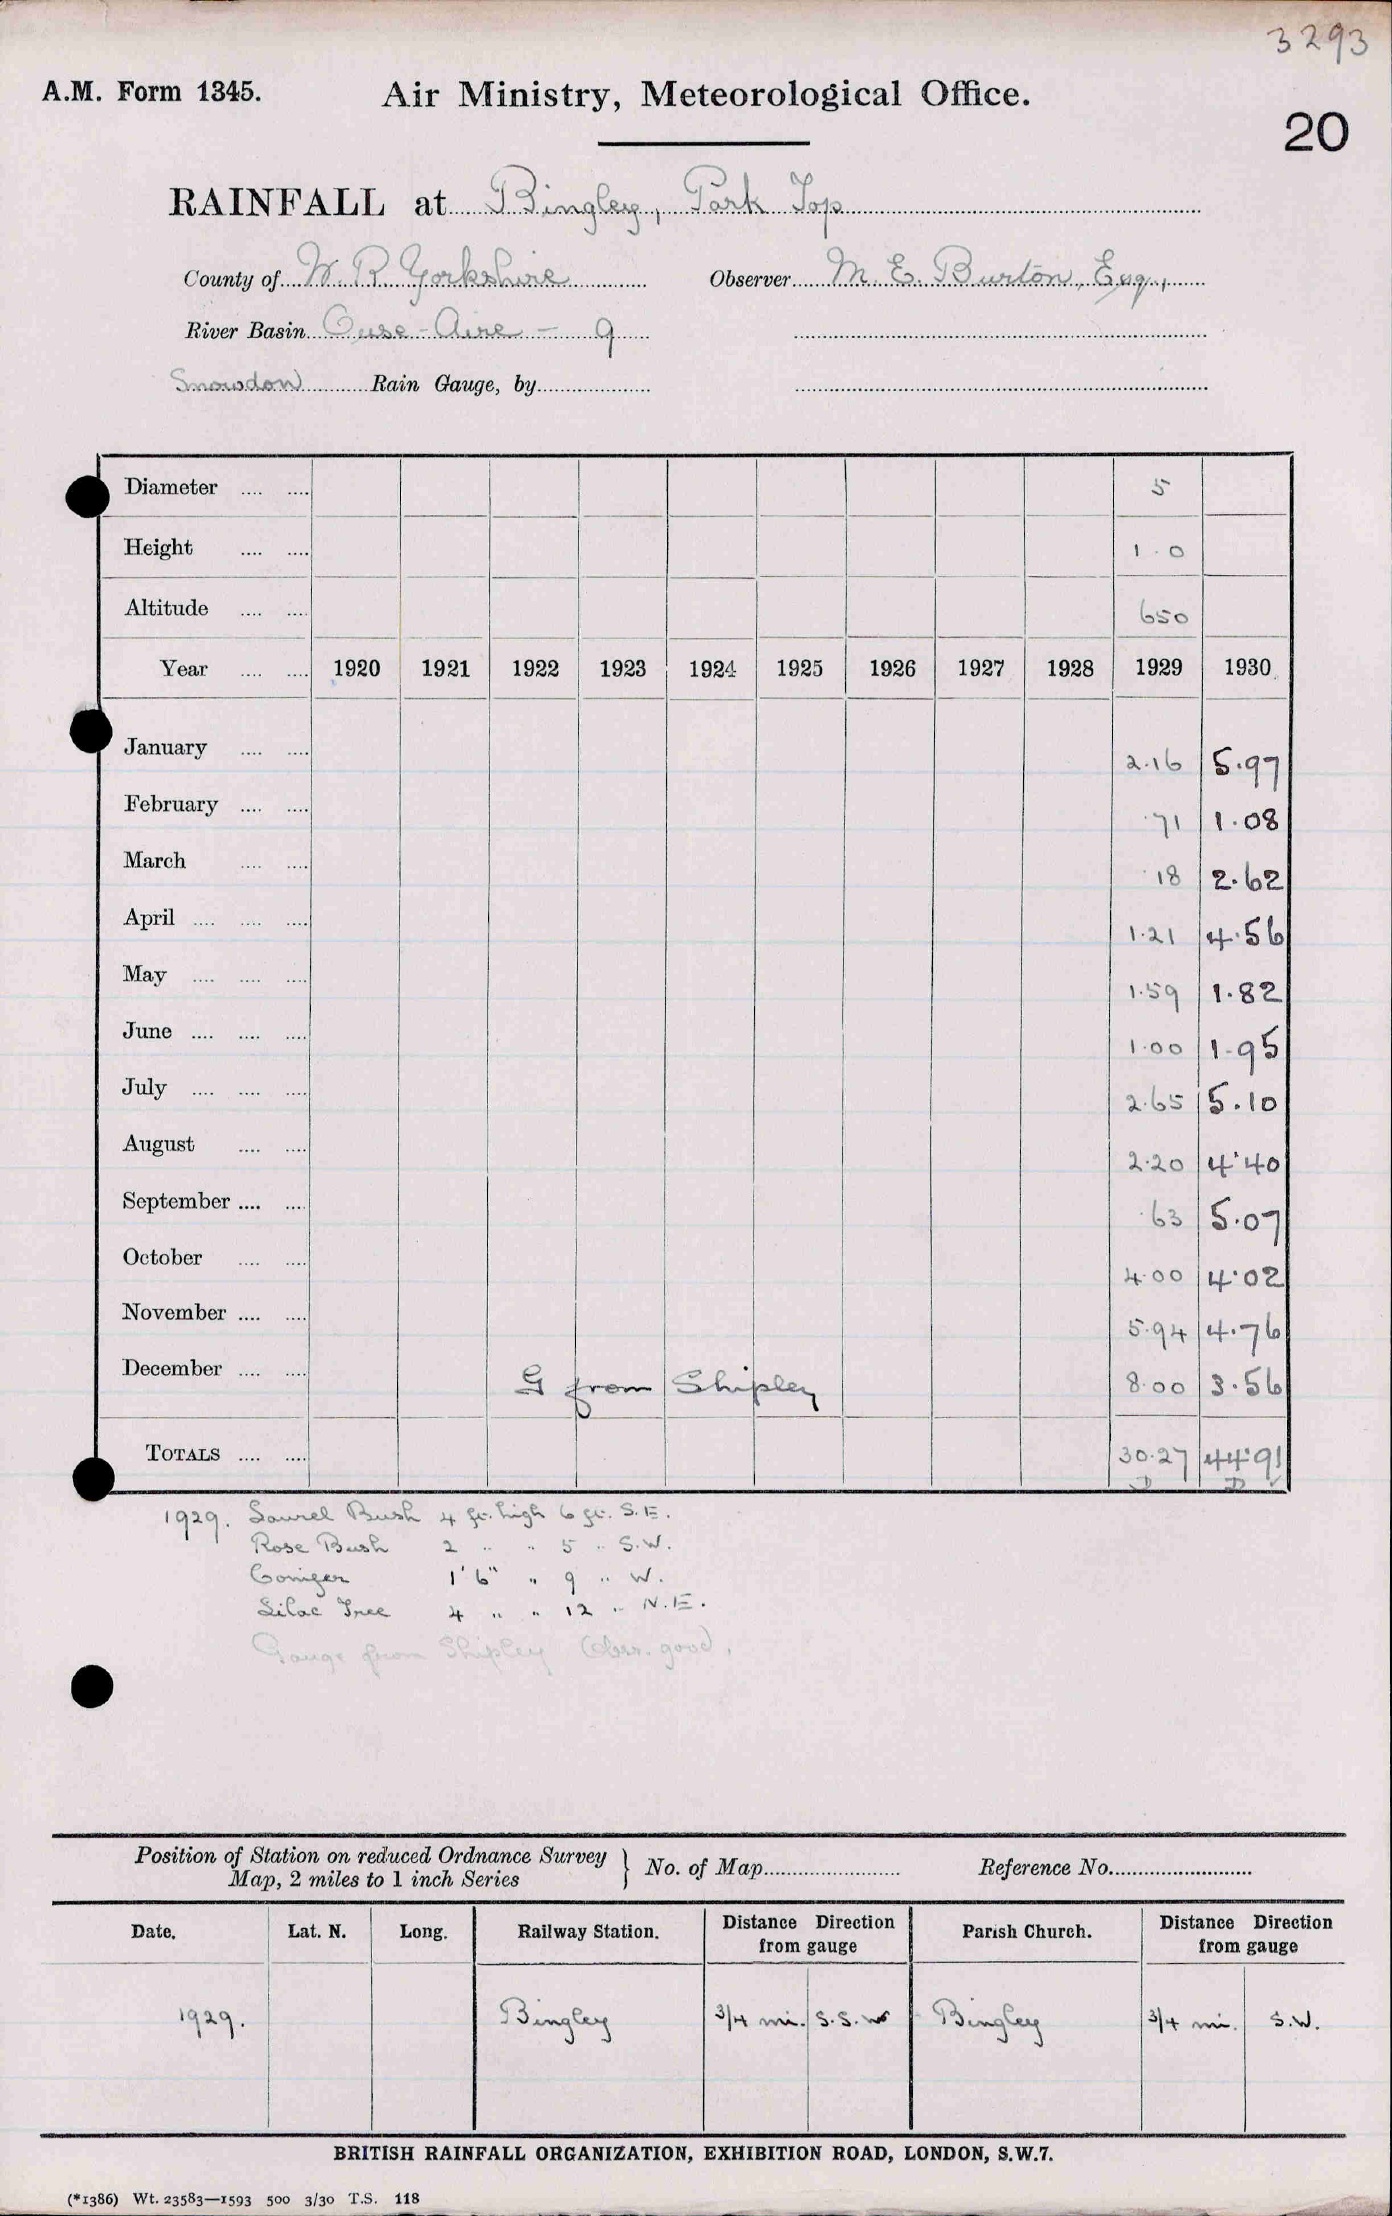 3293
A.M. Form 1345. Air Ministry, Meteorological Office.
20
RAINFALL at Bingley, Park Top
County of W. R. Yorkshire Observer M. E. Burton, Esq.,
River Basin Ouse - Aire - 9
Snowdon Rain Gauge, by
Diameter .... .... 5
Height .... .... 1.0
Altitude .... .... 650
Year .... .... 1920 1921 1922 1923 1924 1925 1926 1927 1928 1929 1930
January .... .... 2.16 5.97
February .... .... .71 1.08
March .... .... .18 2.62
April .... .... .... 1.21 4.56
May .... .... .... 1.59 1.82
June .... .... .... 1.00 1.95
July .... .... .... 2.65 5.10
August .... .... 2.20 4.40
September .... .... .63 5.07
October .... .... 4.00 4.02
November .... .... 5.94 4.76
December .... .... G from Shipley 8.00 3.56
TOTALS .... .... 30.27 44.91
D D ✓
1929. Laurel Bush 4 ft. high 6 ft. S.E.
Rose Bush 2 " " 5 " S.W.
Conifer 1' 6" " 9 " W.
Lilac Tree 4 " " 12 " N.E.
Gauge from Shipley Obsr. good.
Position of Station on reduced Ordnance Survey
Map, 2 miles to 1 inch Series } No. of Map Reference No.
Date. Lat. N. Long. Railway Station. Distance Direction from gauge Parish Church. Distance Direction from gauge
1929. Bingley 3/4 mi. S.S.W Bingley 3/4 mi. S.W.
BRITISH RAINFALL ORGANIZATION, EXHIBITION ROAD, LONDON, S.W.7.
(*1386) Wt. 23583—1593 500 3/30 T.S. 118